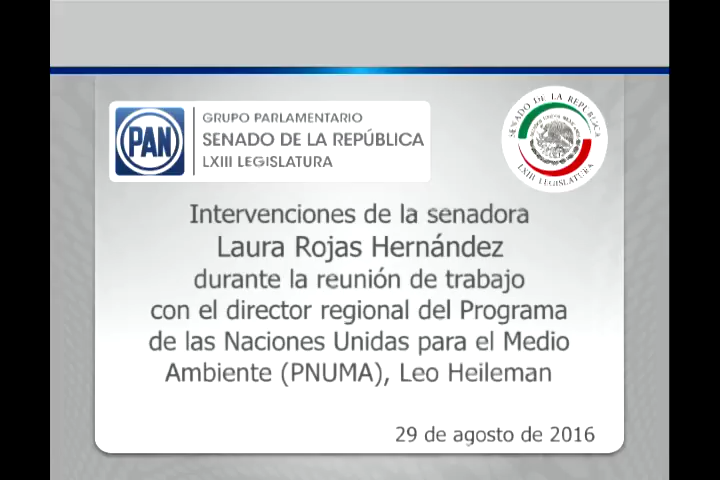 PAN
GRUPO PARLAMENTARIO
SENADO DE LA REPÚBLICA
LXIII LEGISLATURA
SENADO DE LA REPÚBLICA
LXIII LEGISLATURA
Intervenciones de la senadora
Laura Rojas Hernández
durante la reunión de trabajo
con el director regional del Programa
de las Naciones Unidas para el Medio
Ambiente (PNUMA), Leo Heileman
29 de agosto de 2016